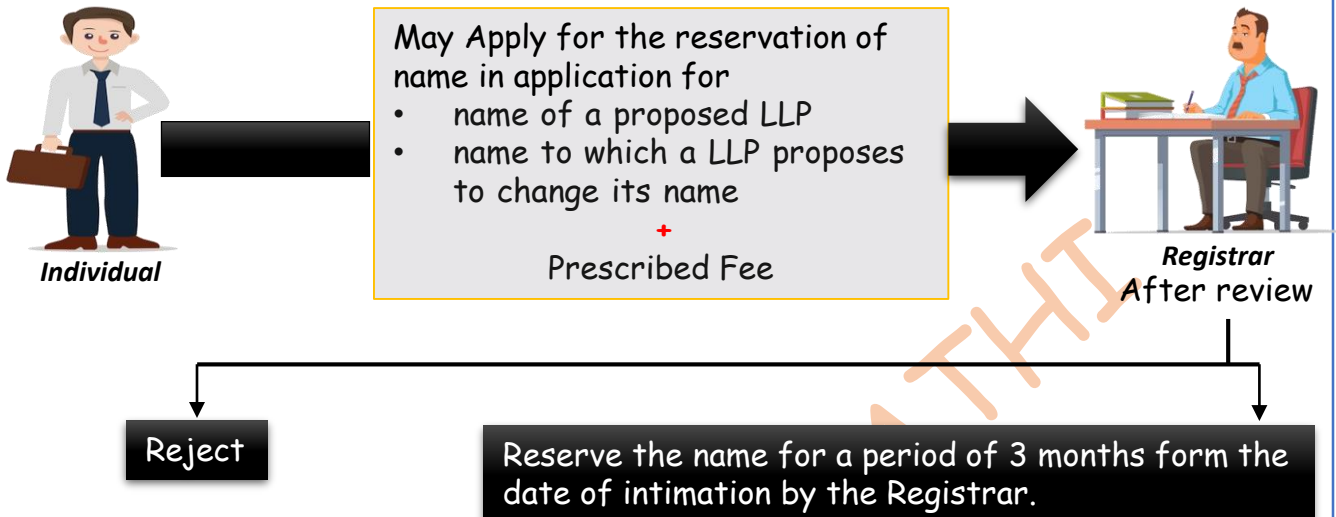 May Apply for the reservation of
name in application for
• name of a proposed LLP
• name to which a LLP proposes
to change its name
+
Prescribed Fee
Individual
Registrar
After review
Reject
Reserve the name for a period of 3 months form the
date of intimation by the Registrar.